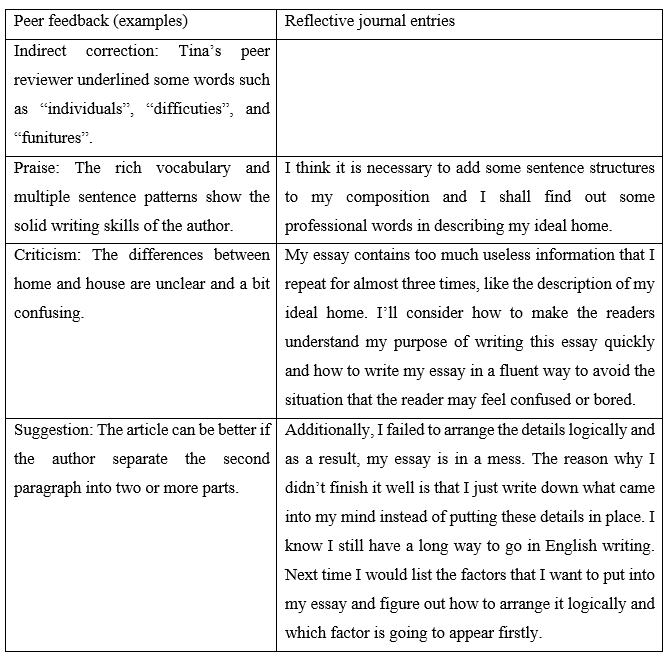 Peer feedback (examples)
Reflective journal entries
Indirect correction: Tina’s peer
reviewer underlined some words such
as “individuals”, “difficuties”, and
“funitures”.
Praise: The rich vocabulary and
multiple sentence patterns show the
solid writing skills of the author.
I think it is necessary to add some sentence structures
to my composition and I shall find out some
professional words in describing my ideal home.
Criticism: The differences between
home and house are unclear and a bit
confusing.
My essay contains too much useless information that I
repeat for almost three times, like the description of my
ideal home. I’ll consider how to make the readers
understand my purpose of writing this essay quickly
and how to write my essay in a fluent way to avoid the
situation that the reader may feel confused or bored.
Suggestion: The article can be better if
the author separate the second
paragraph into two or more parts.
Additionally, I failed to arrange the details logically and
as a result, my essay is in a mess. The reason why I
didn’t finish it well is that I just write down what came
into my mind instead of putting these details in place. I
know I still have a long way to go in English writing.
Next time I would list the factors that I want to put into
my essay and figure out how to arrange it logically and
which factor is going to appear firstly.